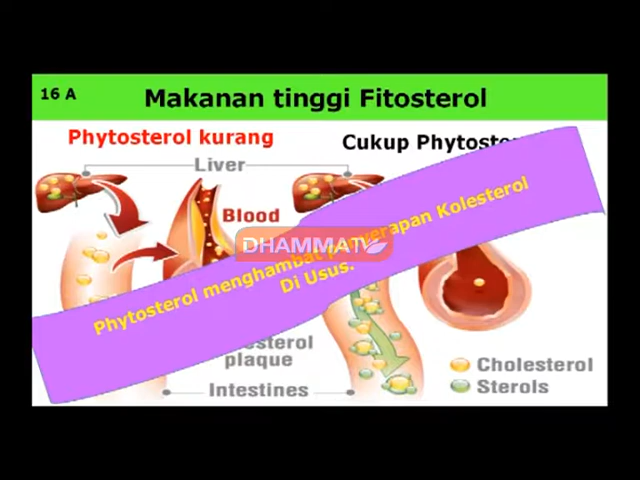 16 A
Makanan tinggi Fitosterol
Phytosterol kurang
Cukup
Liver
Blood
DHAMMATV
Phytosterol menghambat penyerapan Kolesterol
Di Usus.
plaque
Intestines
Cholesterol
Sterols